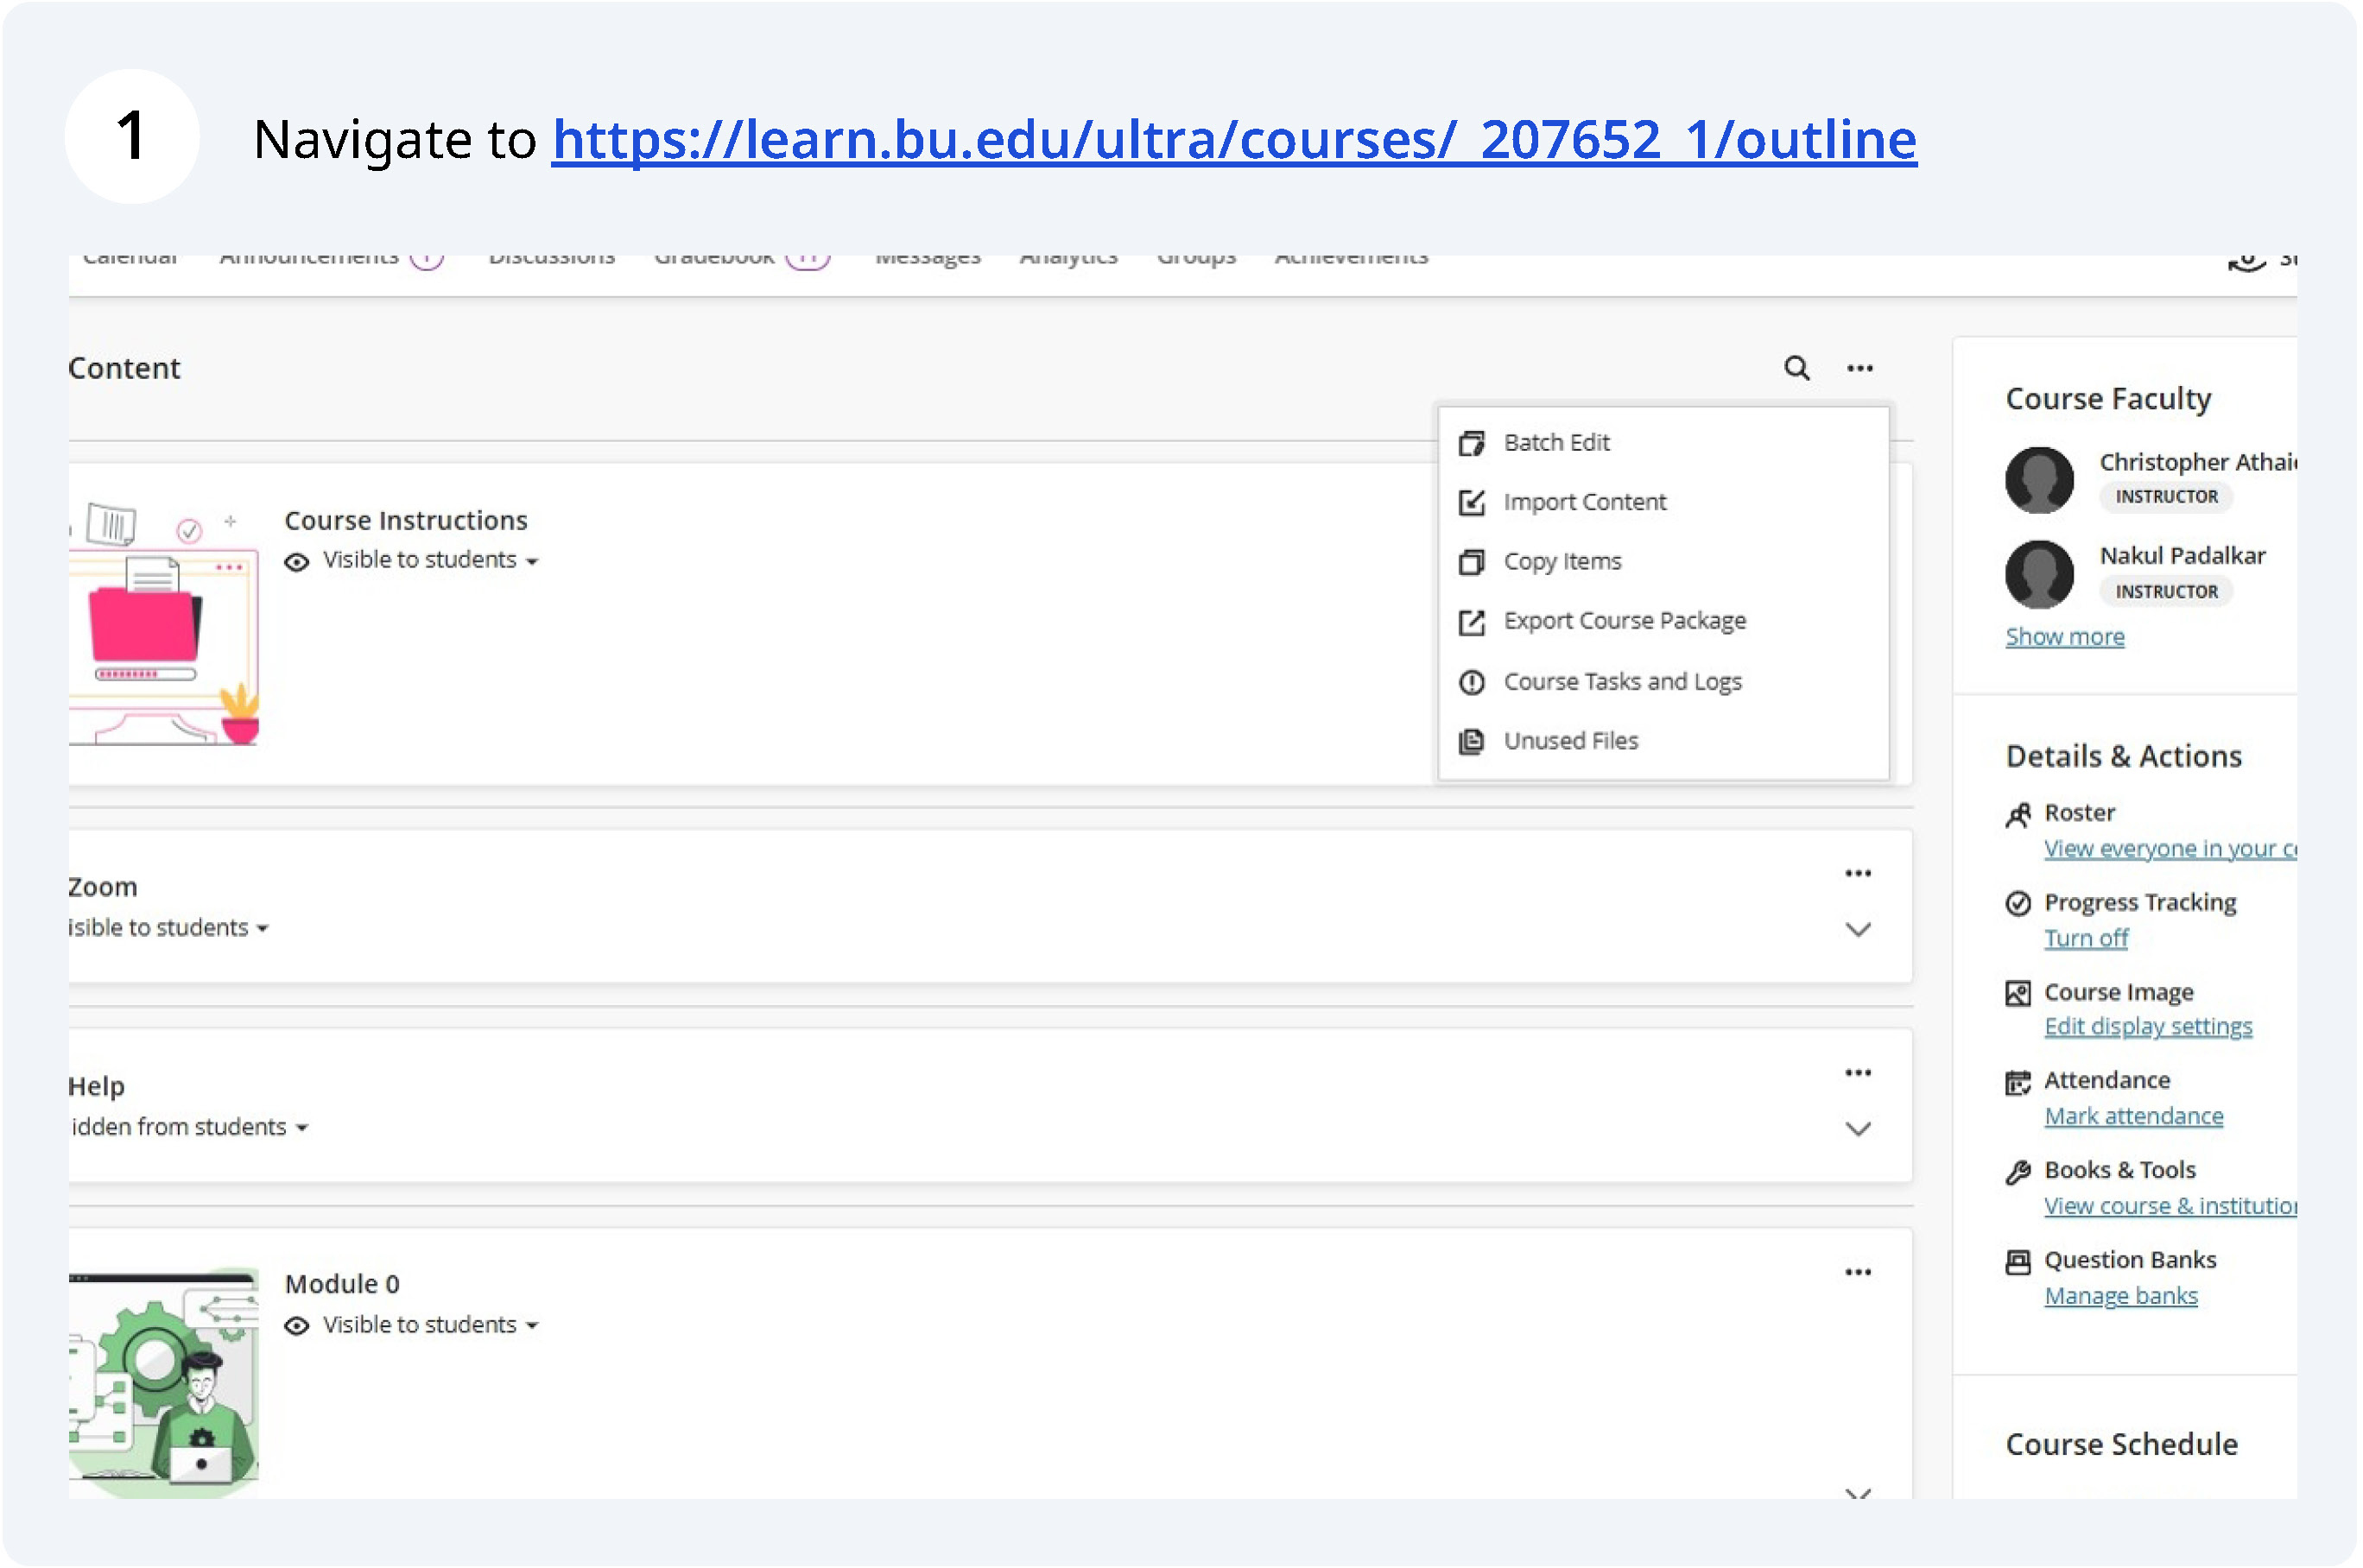 1
Navigate to https://learn.bu.edu/ultra/courses/_207652_1/outline
Calendar Announcements 1 Discussions Gradebook 11 Messages Analytics Groups Achievements
Content
Batch Edit
Import Content
Copy Items
Export Course Package
Course Tasks and Logs
Unused Files
Course Instructions
Visible to students
Zoom
isible to students
Help
idden from students
Module 0
Visible to students
Course Faculty
Christopher Athai
INSTRUCTOR
Nakul Padalkar
INSTRUCTOR
Show more
Details & Actions
Roster
View everyone in your c
Progress Tracking
Turn off
Course Image
Edit display settings
Attendance
Mark attendance
Books & Tools
View course & institution
Question Banks
Manage banks
Course Schedule